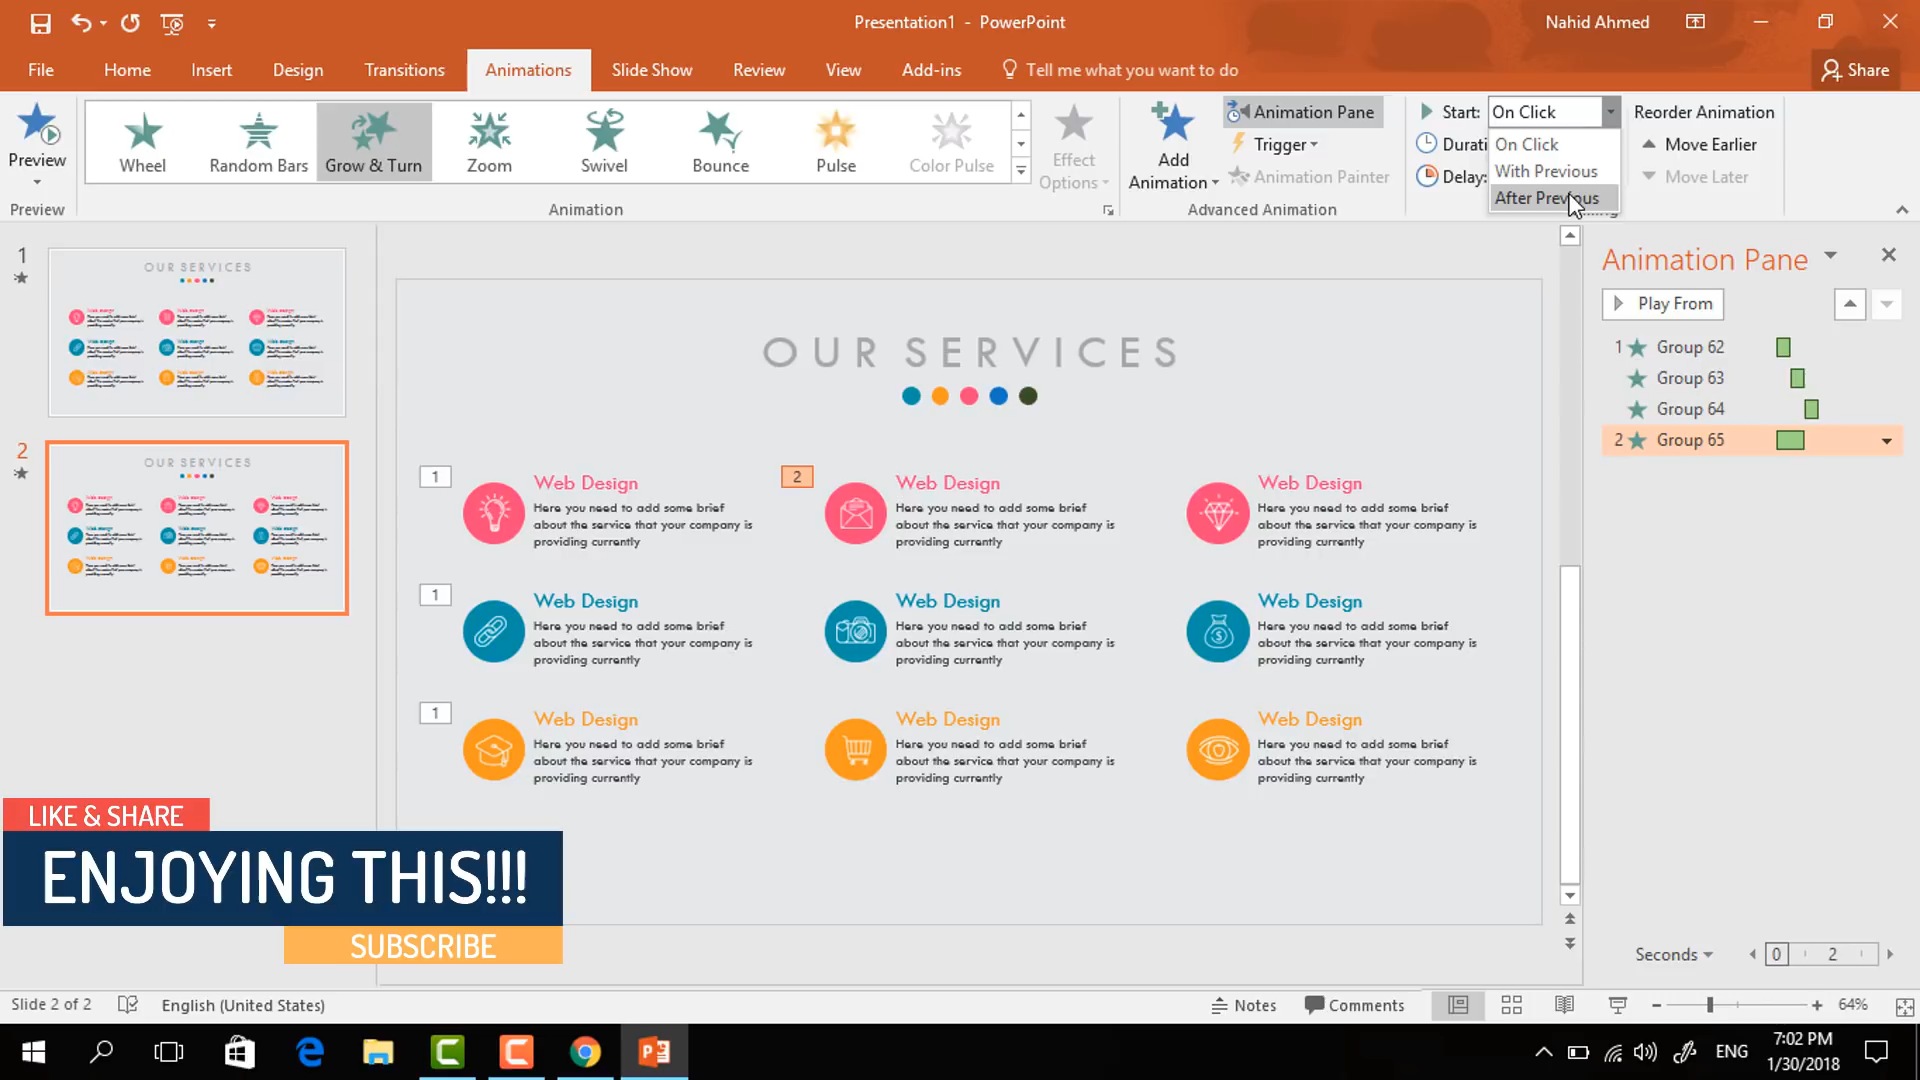 Presentation1 - PowerPoint
Nahid Ahmed
File Home Insert Design Transitions Animations Slide Show Review View Add-ins Tell me what you want to do Share
Preview
Preview
Wheel Random Bars Grow & Turn Zoom Swivel Bounce Pulse Color Pulse
Animation
Effect
Options
Add
Animation
Animation Pane
Trigger
Animation Painter
Advanced Animation
Start: On Click
On Click
With Previous
After Previous
Delay:
Reorder Animation
Move Earlier
Move Later
1
OUR SERVICES
2
OUR SERVICES
OUR SERVICES
1
Web Design
Here you need to add some brief
about the service that your company is
providing currently
2
Web Design
Here you need to add some brief
about the service that your company is
providing currently
Web Design
Here you need to add some brief
about the service that your company is
providing currently
1
Web Design
Here you need to add some brief
about the service that your company is
providing currently
Web Design
Here you need to add some brief
about the service that your company is
providing currently
Web Design
Here you need to add some brief
about the service that your company is
providing currently
1
Web Design
Here you need to add some brief
about the service that your company is
providing currently
Web Design
Here you need to add some brief
about the service that your company is
providing currently
Web Design
Here you need to add some brief
about the service that your company is
providing currently
Animation Pane
Play From
1 Group 62
Group 63
Group 64
2 Group 65
Seconds 0 2
LIKE & SHARE
ENJOYING THIS!!!
SUBSCRIBE
Slide 2 of 2 English (United States) Notes Comments 64%
ENG
7:02 PM
1/30/2018